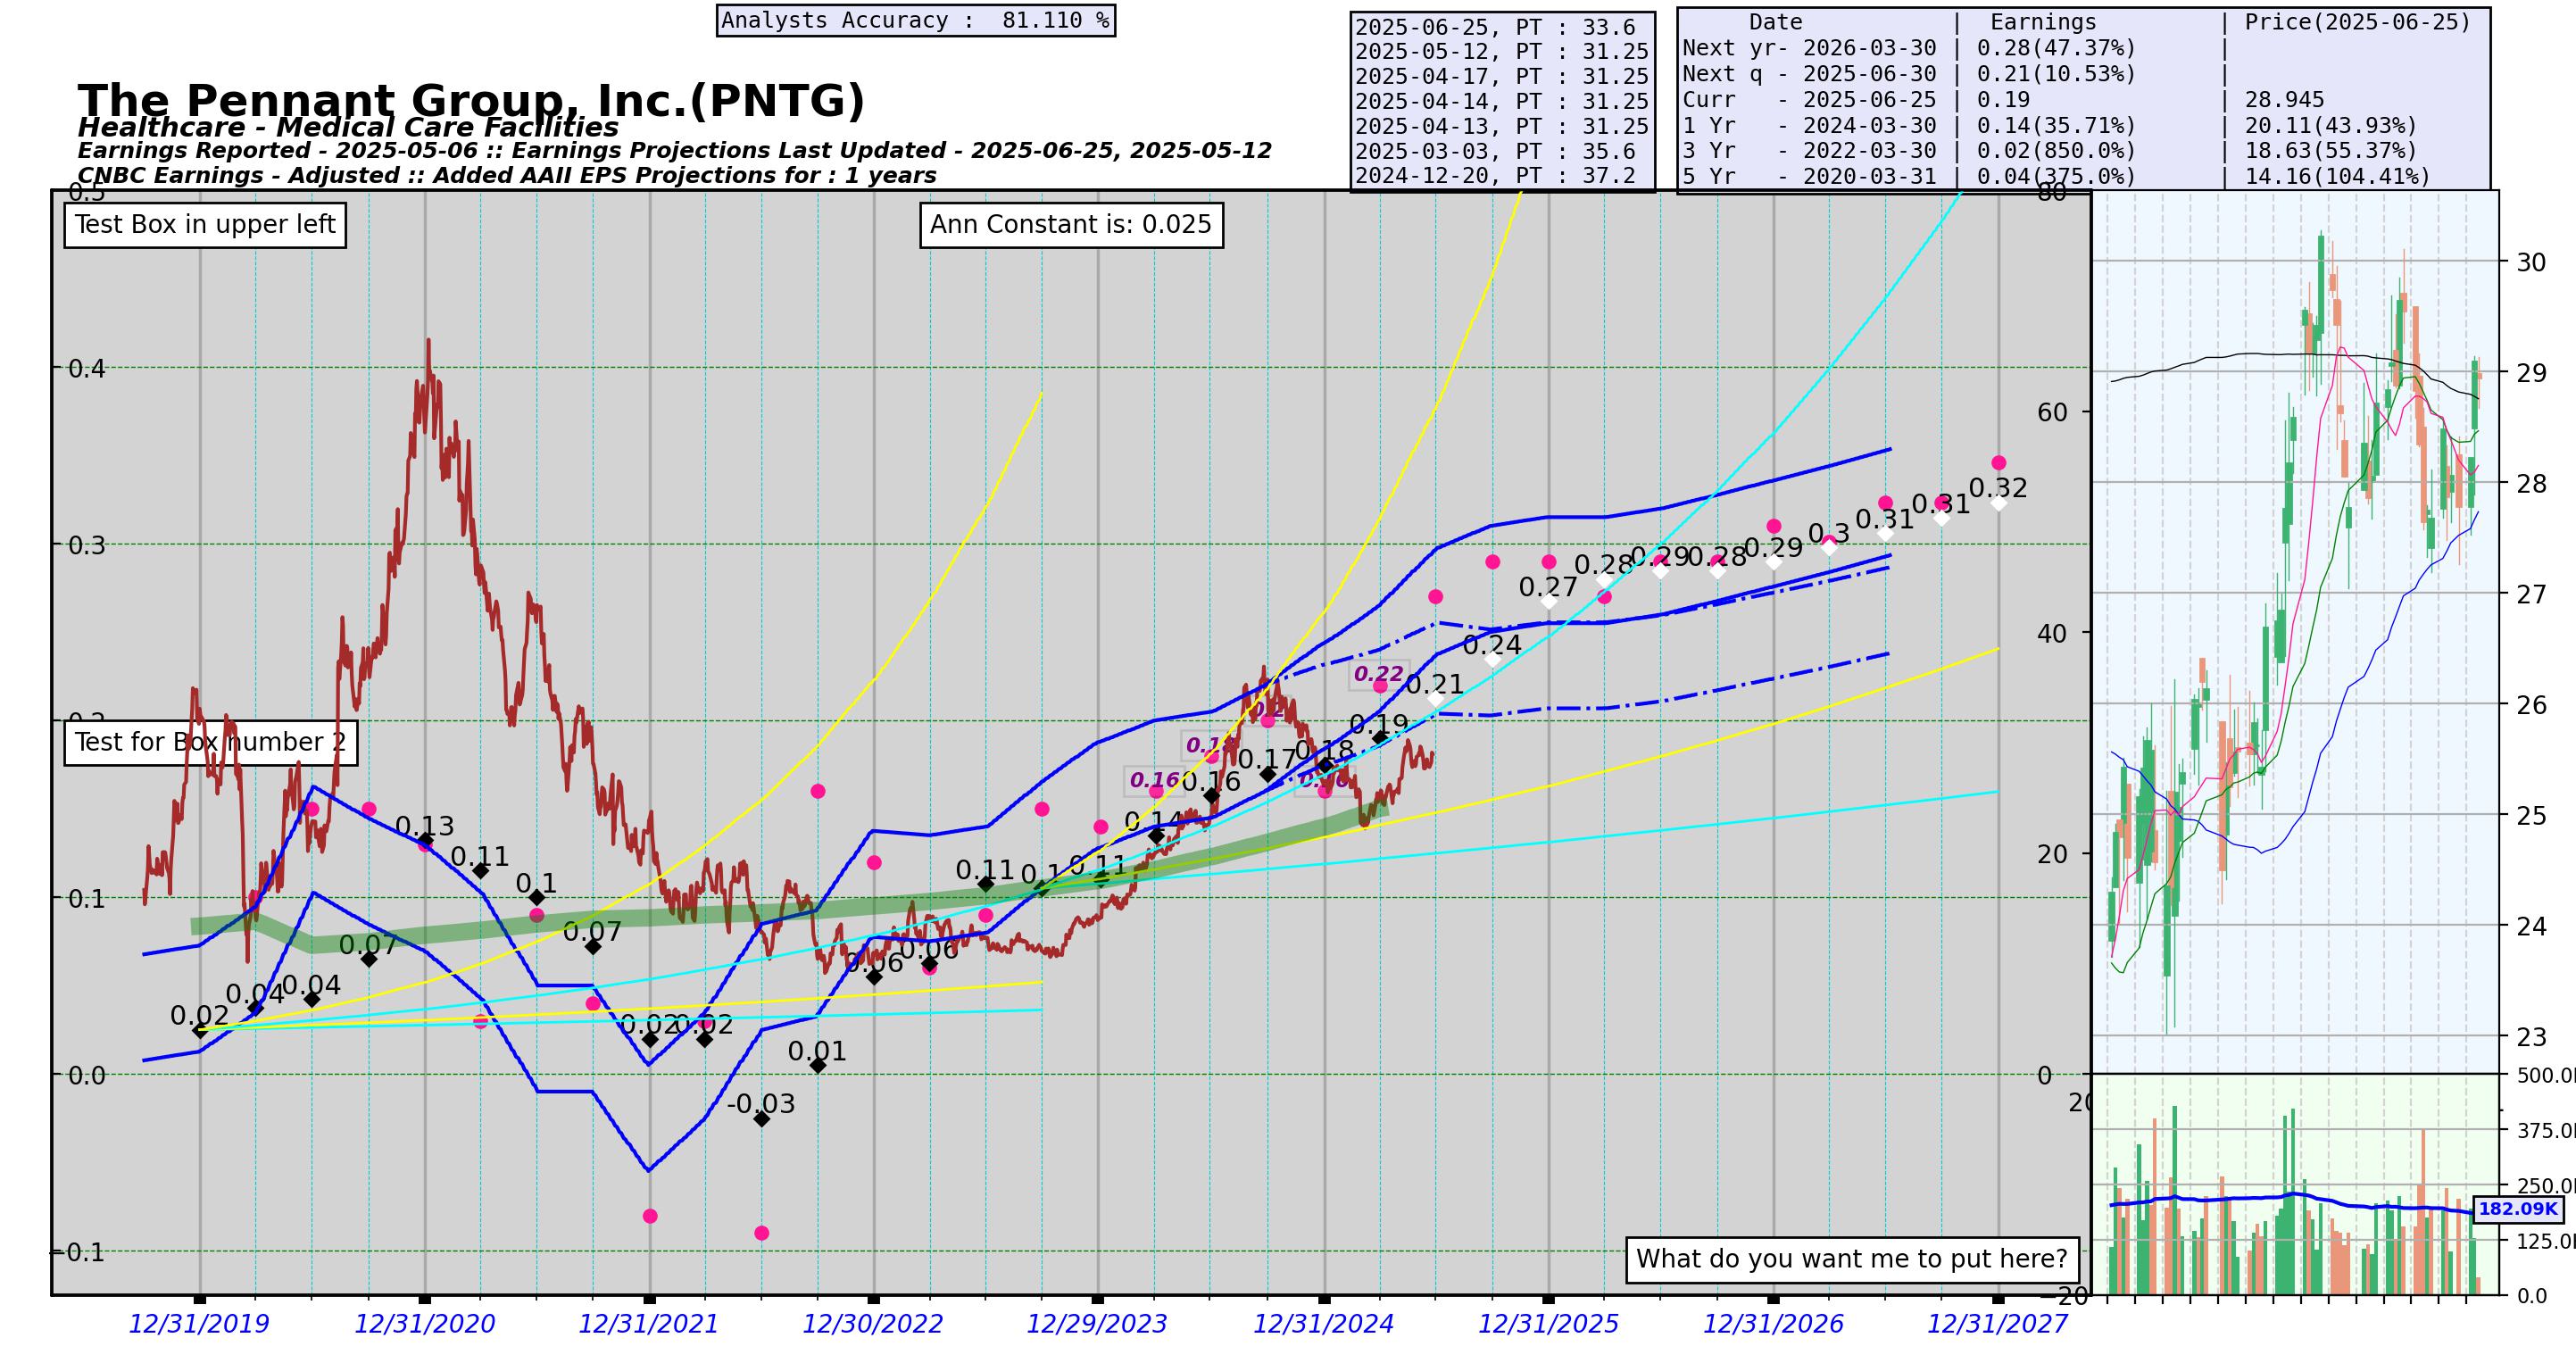 Analysts Accuracy :  81.110 %
2025-06-25, PT : 33.6
2025-05-12, PT : 31.25
2025-04-17, PT : 31.25
2025-04-14, PT : 31.25
2025-04-13, PT : 31.25
2025-03-03, PT : 35.6
2024-12-20, PT : 37.2
Date | Earnings | Price(2025-06-25)
Next yr- 2026-03-30 | 0.28(47.37%) |
Next q - 2025-06-30 | 0.21(10.53%) |
Curr - 2025-06-25 | 0.19 | 28.945
1 Yr - 2024-03-30 | 0.14(35.71%) | 20.11(43.93%)
3 Yr - 2022-03-30 | 0.02(850.0%) | 18.63(55.37%)
5 Yr - 2020-03-31 | 0.04(375.0%) | 14.16(104.41%)
The Pennant Group, Inc.(PNTG)
Healthcare - Medical Care Facilities
Earnings Reported - 2025-05-06 :: Earnings Projections Last Updated - 2025-06-25, 2025-05-12
CNBC Earnings - Adjusted :: Added AAII EPS Projections for : 1 years
Test Box in upper left
Ann Constant is: 0.025
Test for Box number 2
What do you want me to put here?
0.5
0.4
0.3
0.2
0.1
0.0
−0.1
0.02
0.04
0.04
0.07
0.13
0.11
0.1
0.07
0.02
0.02
-0.03
0.01
0.06
0.06
0.11
0.11
0.14
0.16
0.17
0.18
0.19
0.21
0.24
0.27
0.28
0.29
0.28
0.29
0.3
0.31
0.31
0.32
0.16
0.22
80
60
40
20
0
−20
30
29
28
27
26
25
24
23
375.0
250.0
182.09K
125.0
0.0
12/31/2019
12/31/2020
12/31/2021
12/30/2022
12/29/2023
12/31/2024
12/31/2025
12/31/2026
12/31/2027